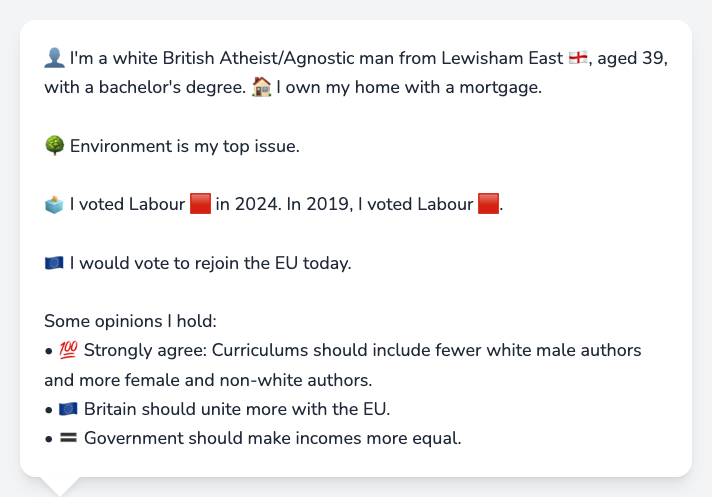 👤 I'm a white British Atheist/Agnostic man from Lewisham East 🏴󠁧󠁢󠁥󠁮󠁧󠁿, aged 39,
with a bachelor's degree. 🏠 I own my home with a mortgage.
🌳 Environment is my top issue.
🗳️ I voted Labour 🟥 in 2024. In 2019, I voted Labour 🟥.
🇪🇺 I would vote to rejoin the EU today.
Some opinions I hold:
• 💯 Strongly agree: Curriculums should include fewer white male authors
and more female and non-white authors.
• 🇪🇺 Britain should unite more with the EU.
• 🟰 Government should make incomes more equal.